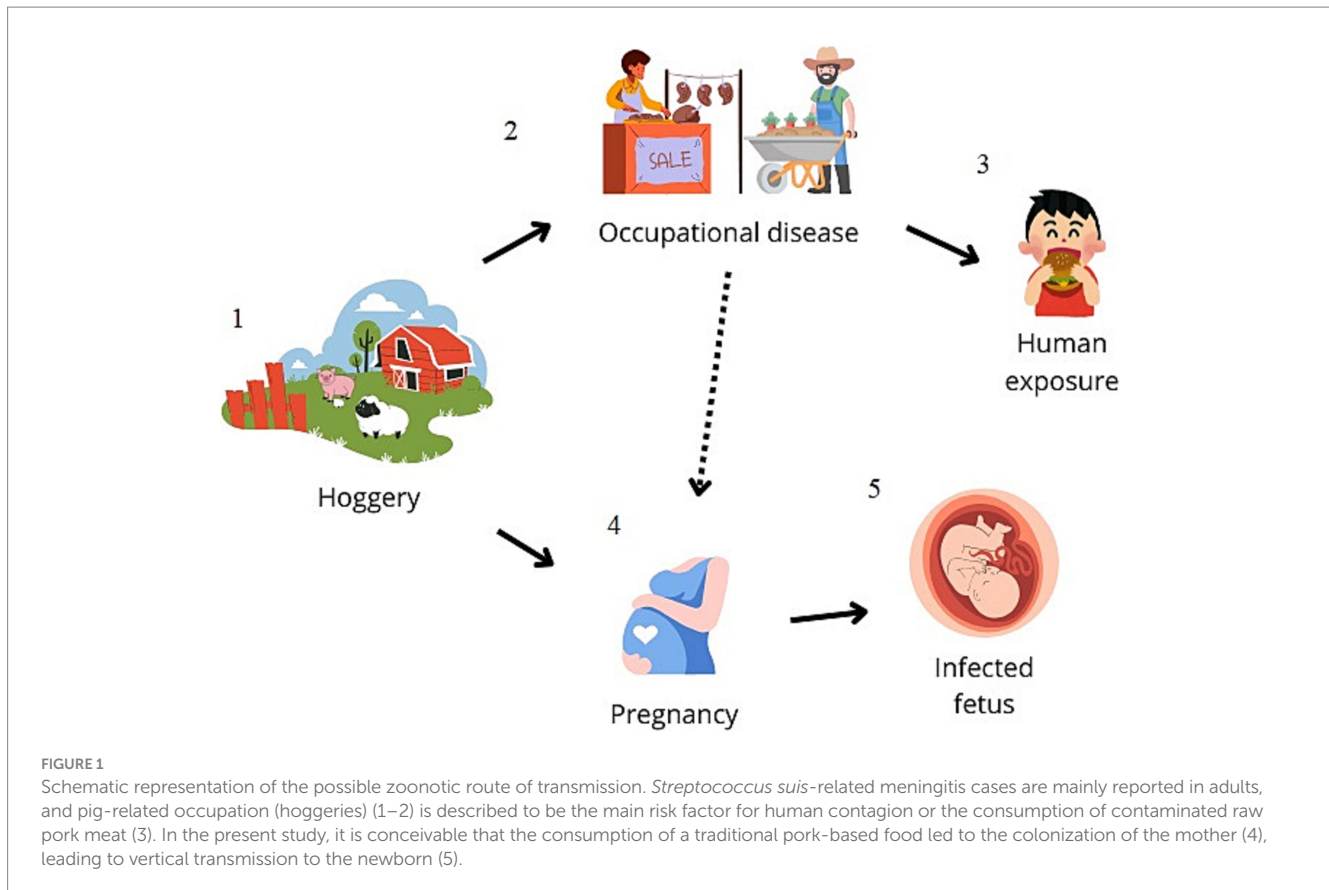 2
SALE
3
Occupational disease
1
Human
exposure
Hoggery
4
5
Infected
fetus
Pregnancy
FIGURE 1
Schematic representation of the possible zoonotic route of transmission. Streptococcus suis-related meningitis cases are mainly reported in adults,
and pig-related occupation (hoggeries) (1–2) is described to be the main risk factor for human contagion or the consumption of contaminated raw
pork meat (3). In the present study, it is conceivable that the consumption of a traditional pork-based food led to the colonization of the mother (4),
leading to vertical transmission to the newborn (5).